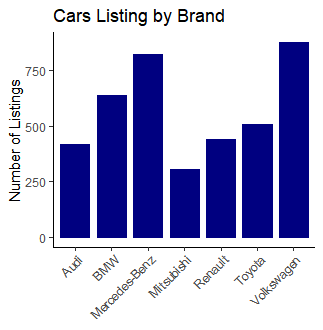 Cars Listing by Brand
Number of Listings
750
500
250
0
Audi
BMW
Mercedes-Benz
Mitsubishi
Renault
Toyota
Volkswagen